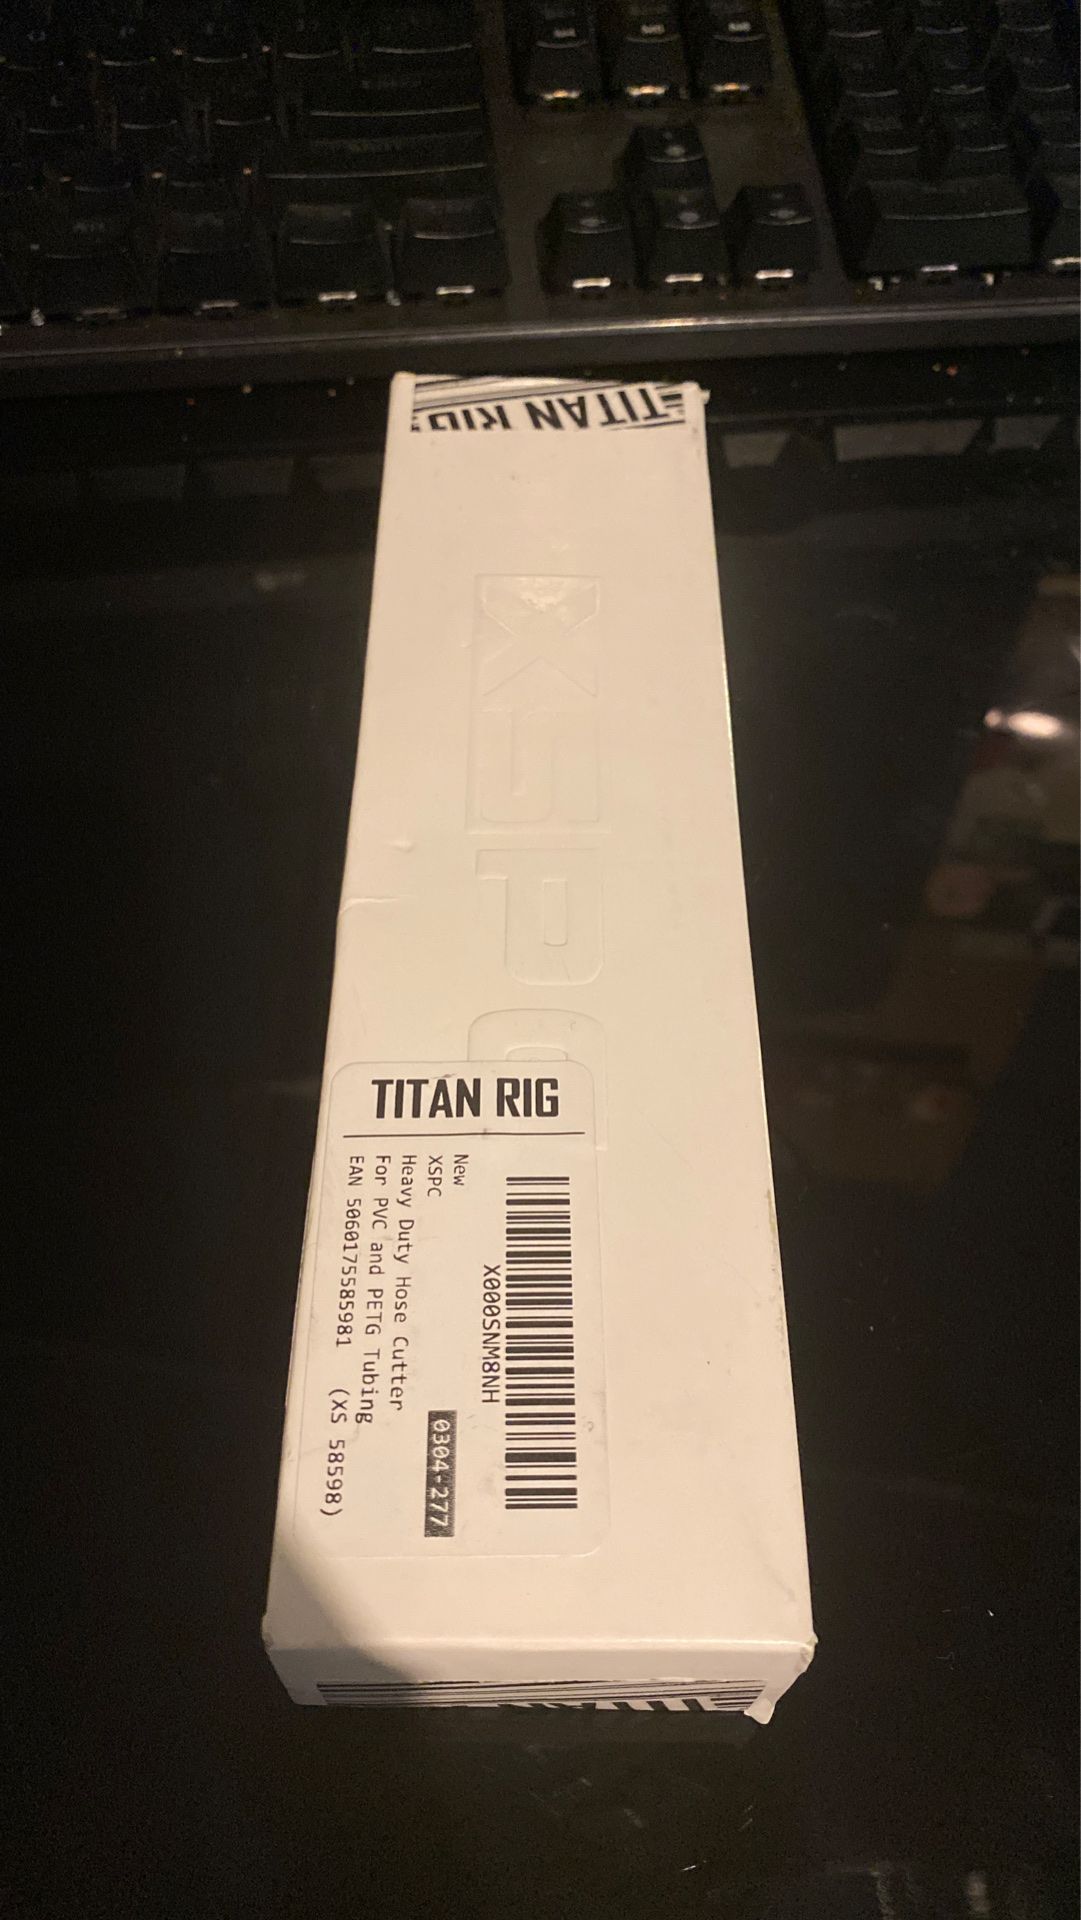 TITAN RIG
XSPC
TITAN RIG
X000SNM8NH
New
XSPC
0304-277
Heavy Duty Hose Cutter
For PVC and PETG Tubing
EAN 5060175585981 (XS 58598)
TITAN